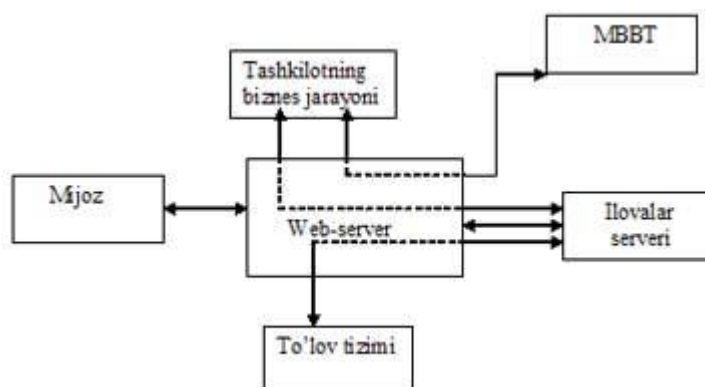 MBBT
Tashkilotning
biznes jarayoni
Mijoz
Web-server
Ilovalar
serveri
To’lov tizimi